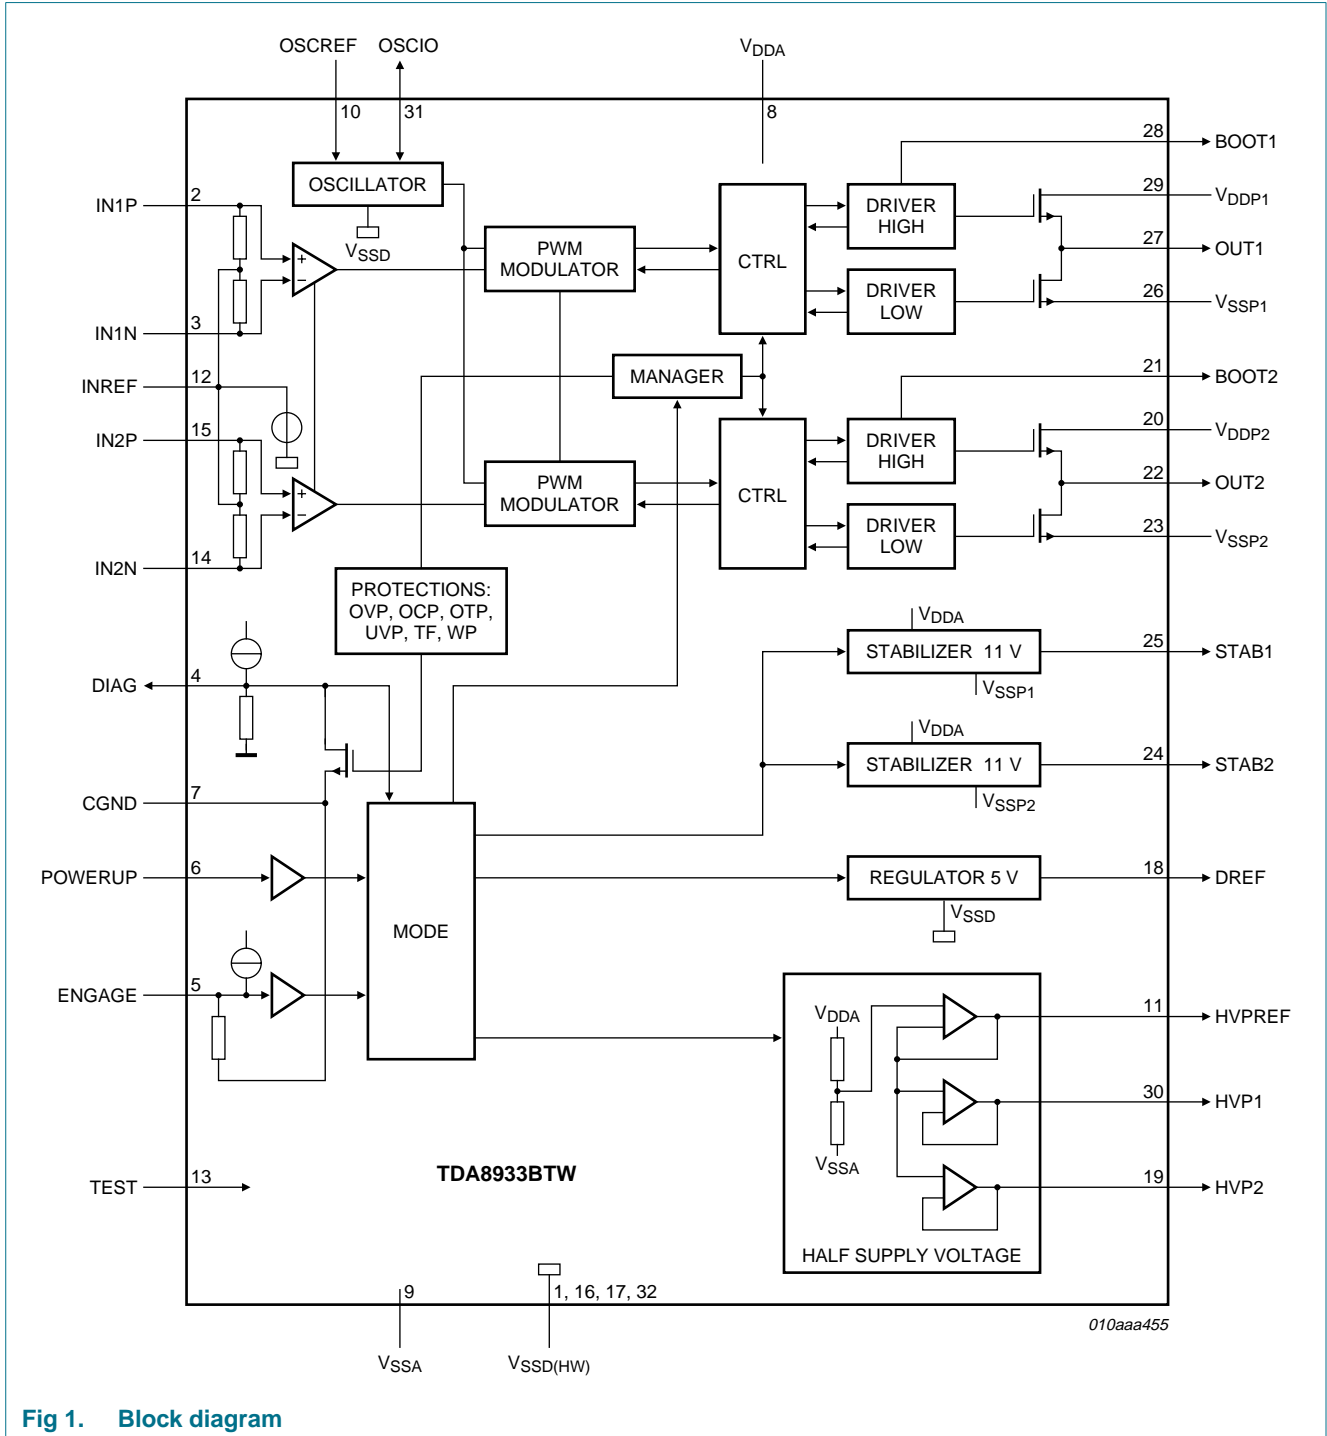 OSCREF OSCIO VDDA
10 31 8
28 BOOT1
OSCILLATOR
CTRL
DRIVER
HIGH
29 VDDP1
IN1P 2
VSSD
PWM
MODULATOR
27 OUT1
+
−
DRIVER
LOW
26 VSSP1
IN1N 3
MANAGER
INREF 12
21 BOOT2
IN2P 15
CTRL
DRIVER
HIGH
20 VDDP2
+
−
PWM
MODULATOR
22 OUT2
DRIVER
LOW
23 VSSP2
IN2N 14
PROTECTIONS:
OVP, OCP, OTP,
UVP, TF, WP
VDDA
STABILIZER 11 V
25 STAB1
VSSP1
DIAG 4
VDDA
STABILIZER 11 V
24 STAB2
VSSP2
CGND 7
POWERUP 6
REGULATOR 5 V
18 DREF
VSSD
MODE
ENGAGE 5
VDDA
11 HVPREF
30 HVP1
VSSA
TEST 13
TDA8933BTW
19 HVP2
HALF SUPPLY VOLTAGE
9
1, 16, 17, 32
010aaa455
VSSA VSSD(HW)
Fig 1. Block diagram